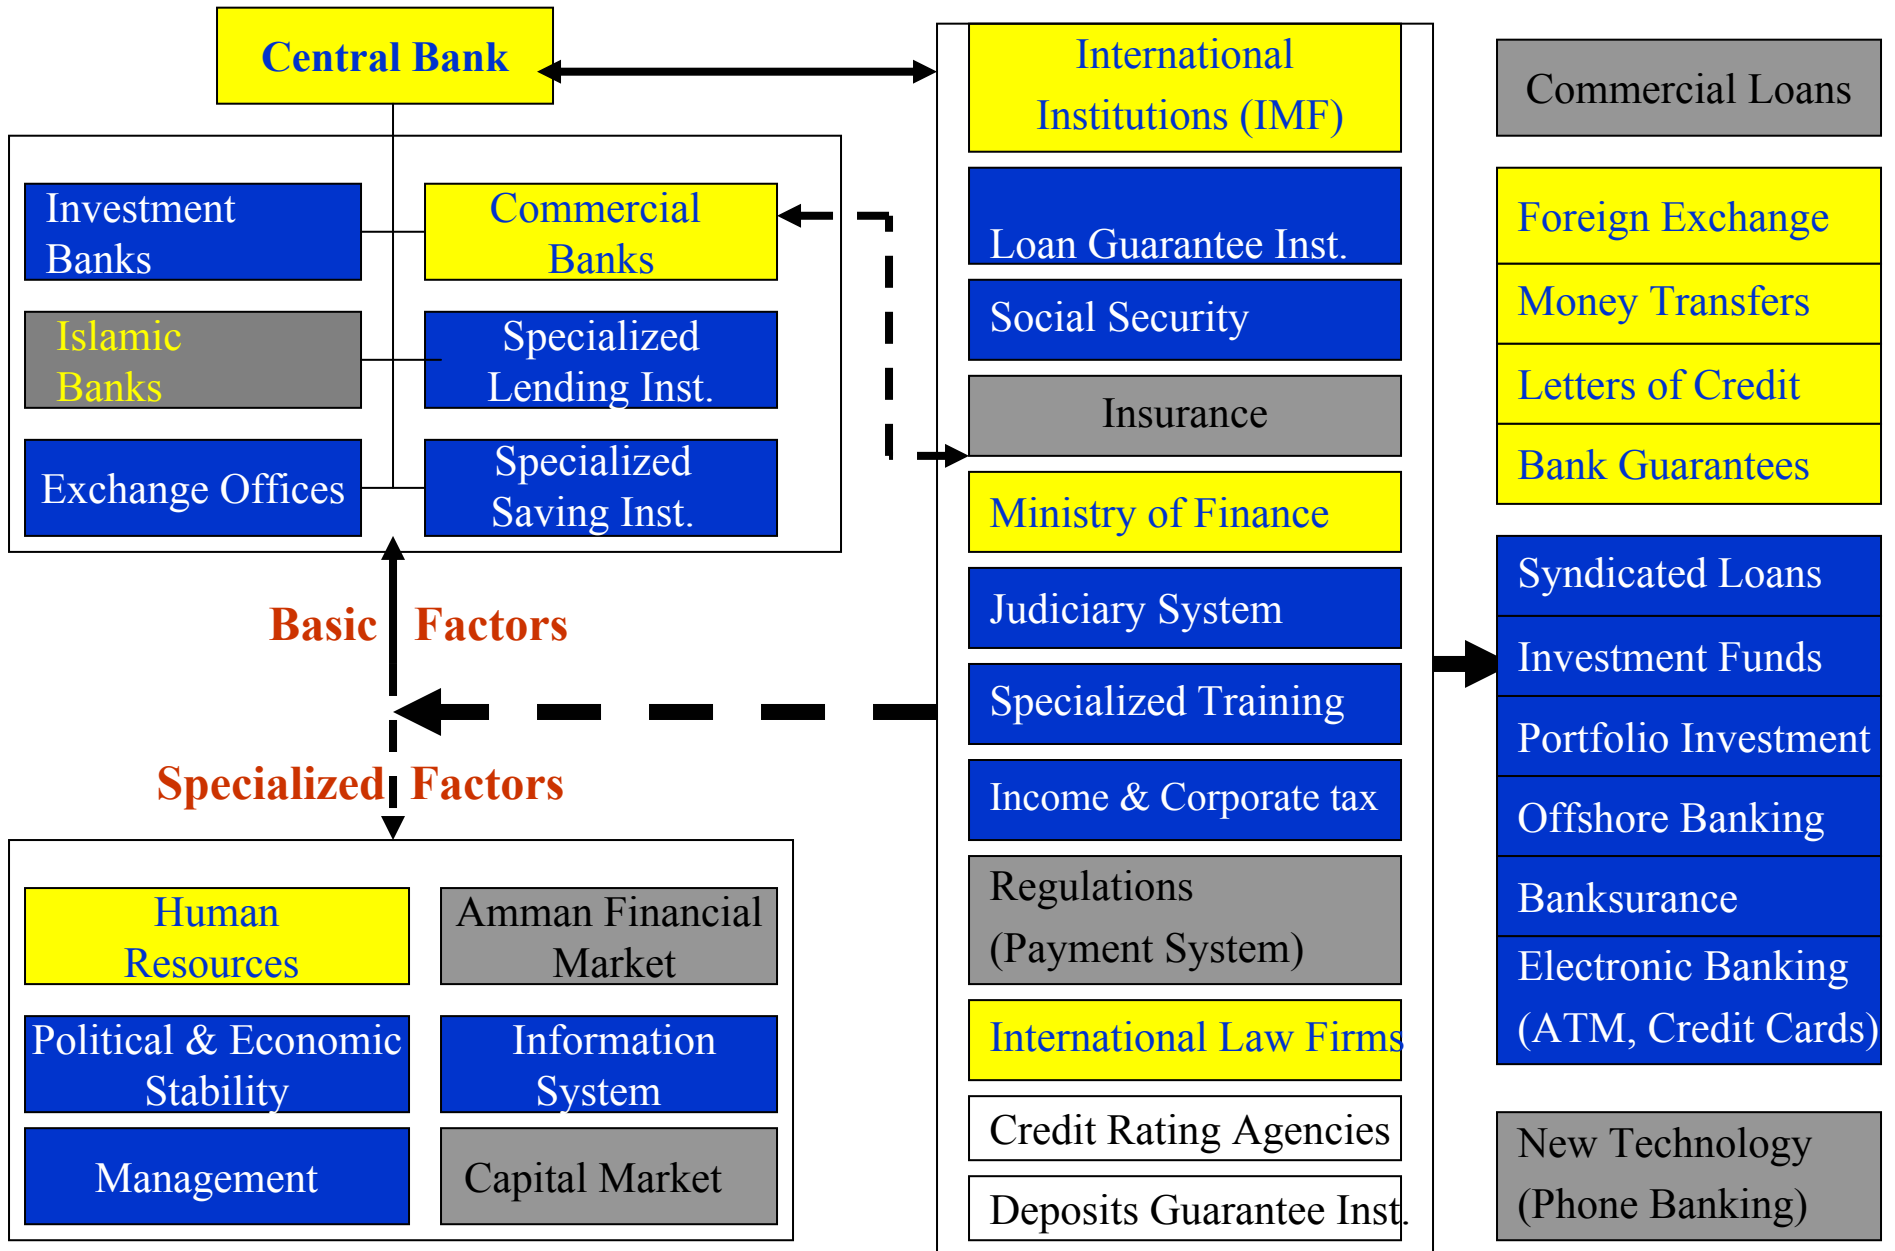 Central Bank
Investment
Banks
Commercial
Banks
Islamic
Banks
Specialized
Lending Inst.
Exchange Offices
Specialized
Saving Inst.
Basic Factors
Specialized Factors
Human
Resources
Amman Financial
Market
Political & Economic
Stability
Information
System
Management
Capital Market
International
Institutions (IMF)
Loan Guarantee Inst.
Social Security
Insurance
Ministry of Finance
Judiciary System
Specialized Training
Income & Corporate tax
Regulations
(Payment System)
International Law Firms
Credit Rating Agencies
Deposits Guarantee Inst.
Commercial Loans
Foreign Exchange
Money Transfers
Letters of Credit
Bank Guarantees
Syndicated Loans
Investment Funds
Portfolio Investment
Offshore Banking
Banksurance
Electronic Banking
(ATM, Credit Cards)
New Technology
(Phone Banking)